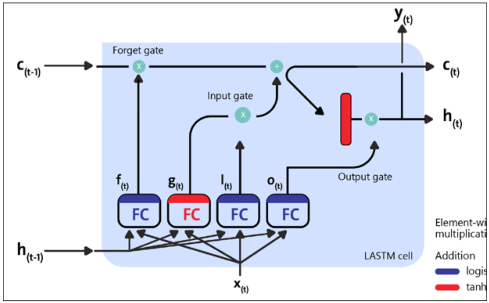 y(t)
Forget gate
c(t-1)
x
+
c(t)
Input gate
x
x
h(t)
f(t)
g(t)
I(t)
o(t)
Output gate
FC
FC
FC
FC
Element-wi
multiplicati
h(t-1)
LASTM cell
Addition
x(t)
logis
tanh